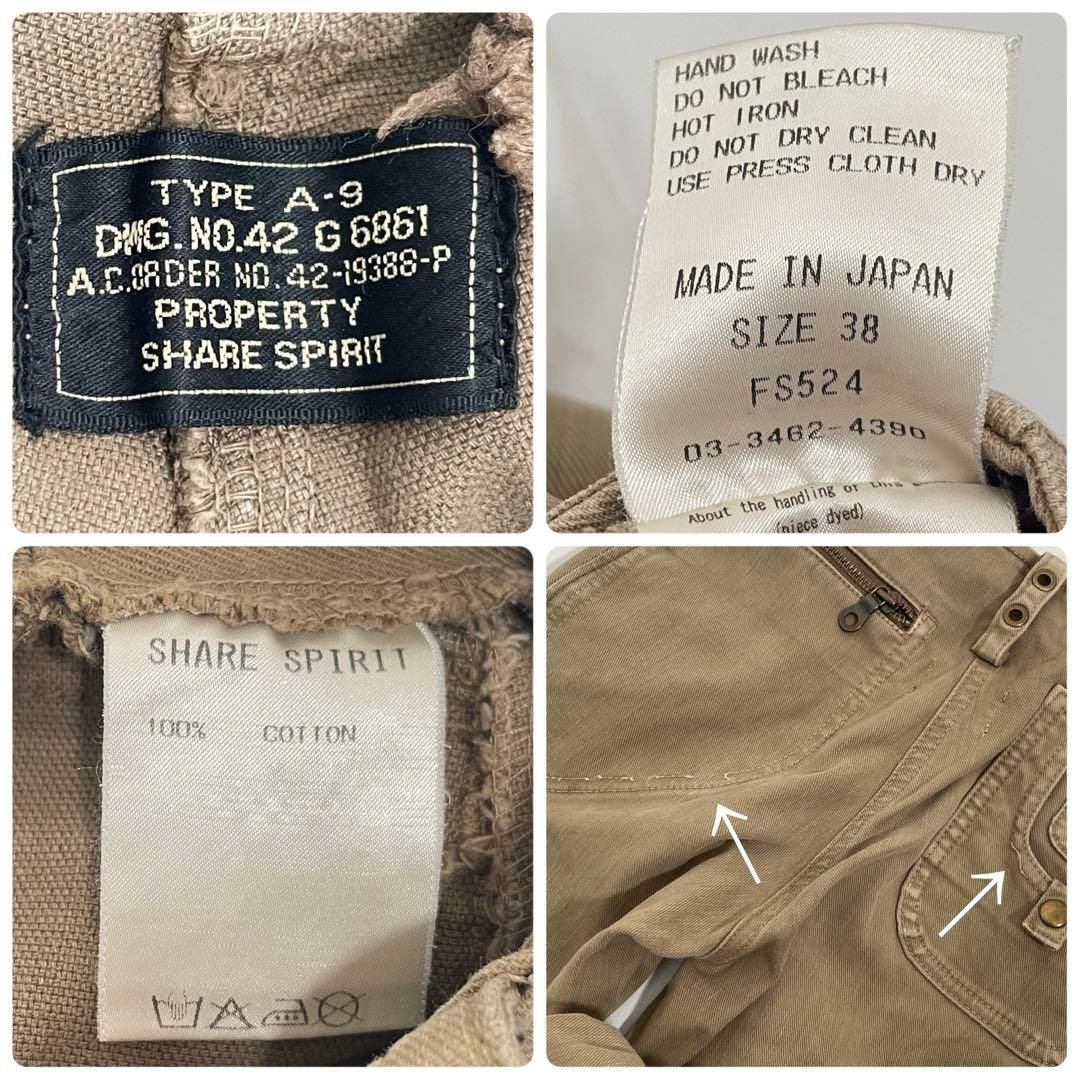 TYPE A-9
DWG. NO.42 G 6861
A.C.ORDER NO. 42-19388-P
PROPERTY
SHARE SPIRIT
HAND WASH
DO NOT BLEACH
HOT IRON
DO NOT DRY CLEAN
USE PRESS CLOTH DRY
MADE IN JAPAN
SIZE 38
FS524
03-3462-4396
About the handling of this
(piece dyed)
SHARE SPIRIT
100% COTTON